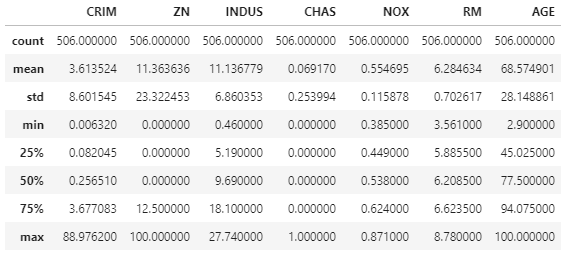 CRIM ZN INDUS CHAS NOX RM AGE
count 506.000000 506.000000 506.000000 506.000000 506.000000 506.000000 506.000000
mean 3.613524 11.363636 11.136779 0.069170 0.554695 6.284634 68.574901
std 8.601545 23.322453 6.860353 0.253994 0.115878 0.702617 28.148861
min 0.006320 0.000000 0.460000 0.000000 0.385000 3.561000 2.900000
25% 0.082045 0.000000 5.190000 0.000000 0.449000 5.885500 45.025000
50% 0.256510 0.000000 9.690000 0.000000 0.538000 6.208500 77.500000
75% 3.677083 12.500000 18.100000 0.000000 0.624000 6.623500 94.075000
max 88.976200 100.000000 27.740000 1.000000 0.871000 8.780000 100.000000